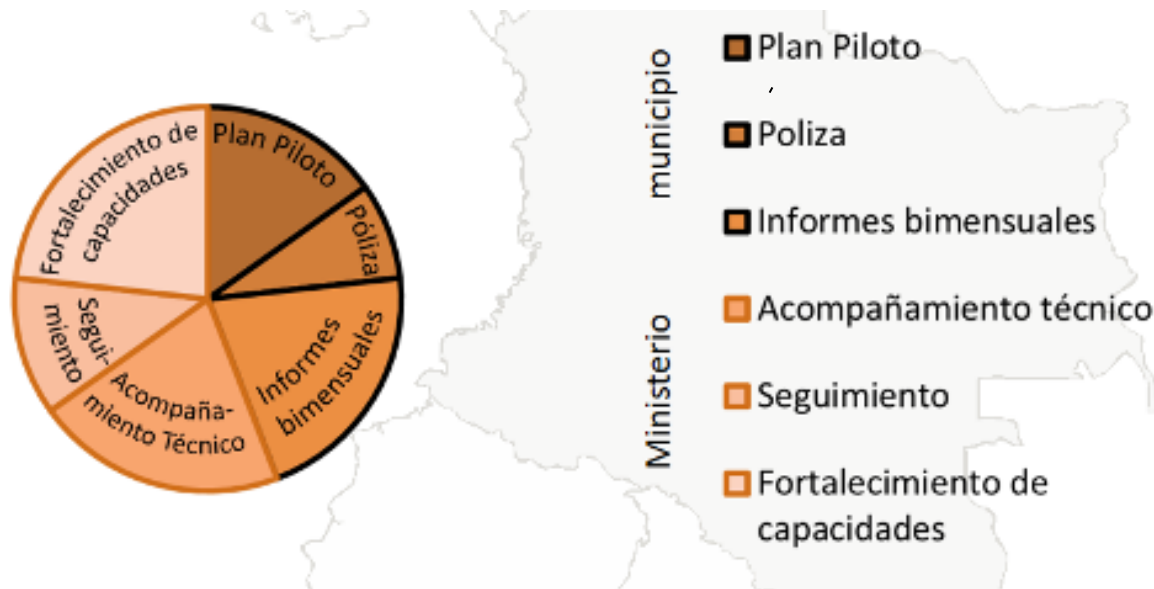 Fortalecimiento de
capacidades
Plan Piloto
Póliza
Informes
bimensuales
Acompaña-
miento Técnico
Segui-
miento
municipio
Ministerio
Plan Piloto
Poliza
Informes bimensuales
Acompañamiento técnico
Seguimiento
Fortalecimiento de
capacidades